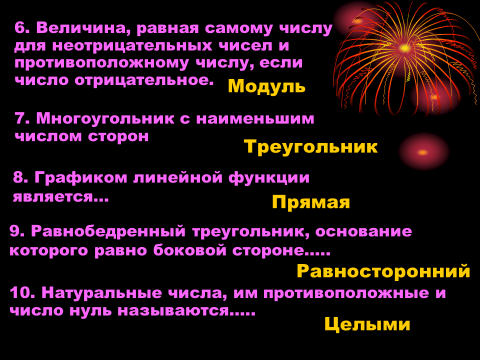 6. Величина, равная самому числу
для неотрицательных чисел и
противоположному числу, если
число отрицательное.
Модуль
7. Многоугольник с наименьшим
числом сторон
Треугольник
8. Графиком линейной функции
является...
Прямая
9. Равнобедренный треугольник, основание
которого равно боковой стороне.....
Равносторонний
10. Натуральные числа, им противоположные и
число нуль называются.....
Целыми